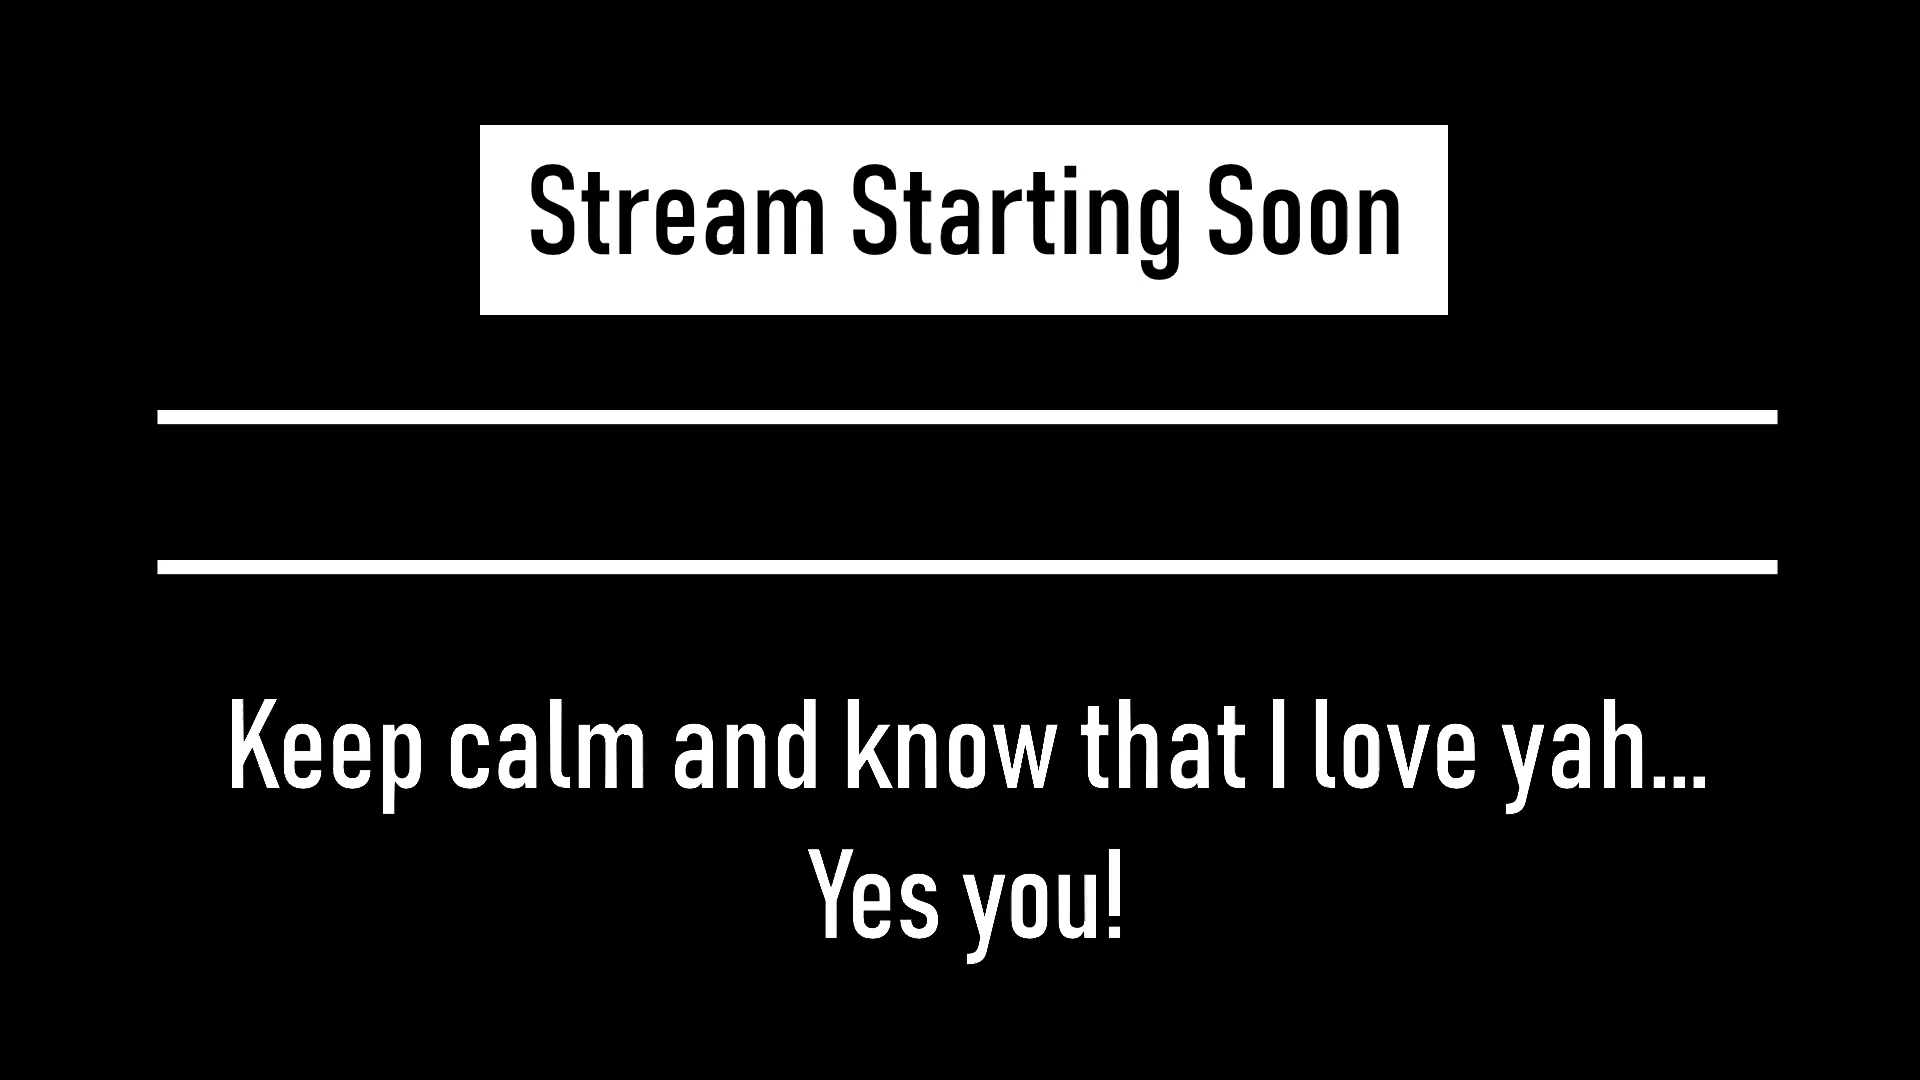 Stream Starting Soon
Keep calm and know that I love yah...
Yes you!